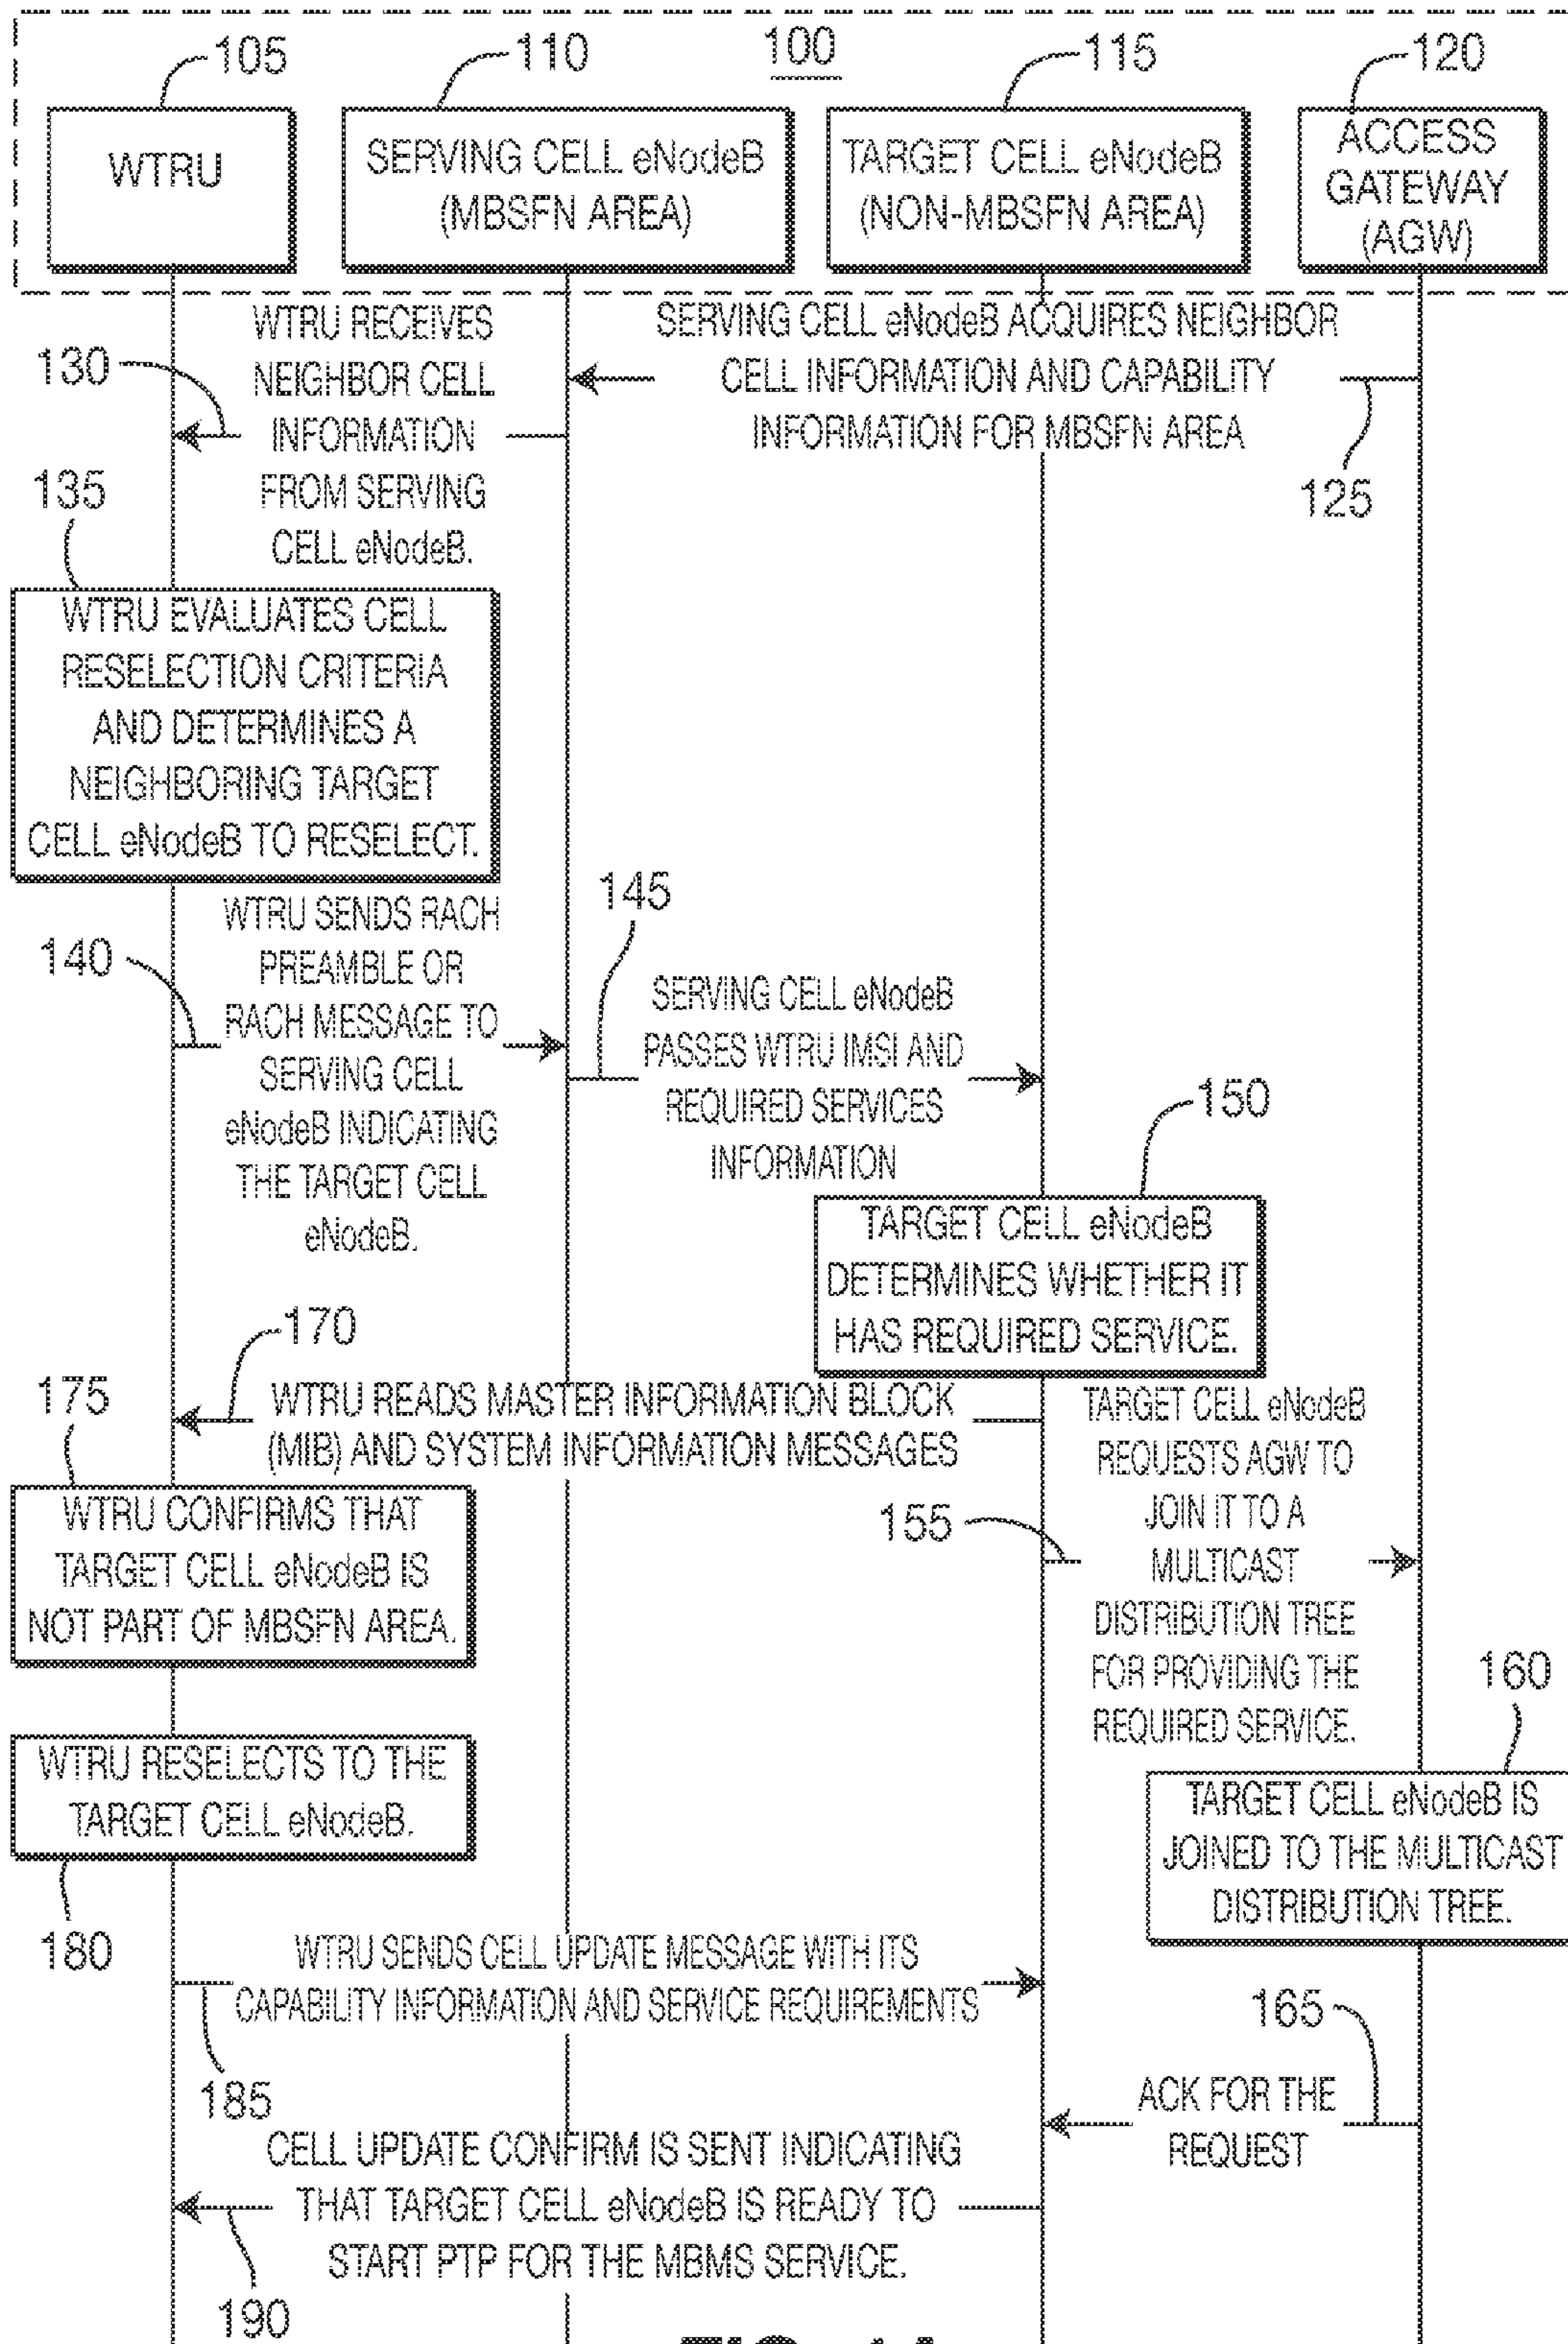 105
110
100
115
120
WTRU
SERVING CELL eNodeB
(MBSFN AREA)
TARGET CELL eNodeB
(NON-MBSFN AREA)
ACCESS
GATEWAY
(AGW)
WTRU RECEIVES
NEIGHBOR CELL
INFORMATION
FROM SERVING
CELL eNodeB.
130
SERVING CELL eNodeB ACQUIRES NEIGHBOR
CELL INFORMATION AND CAPABILITY
INFORMATION FOR MBSFN AREA
125
135
WTRU EVALUATES CELL
RESELECTION CRITERIA
AND DETERMINES A
NEIGHBORING TARGET
CELL eNodeB TO RESELECT.
140
WTRU SENDS RACH
PREAMBLE OR
RACH MESSAGE TO
SERVING CELL
eNodeB INDICATING
THE TARGET CELL
eNodeB.
145
SERVING CELL eNodeB
PASSES WTRU IMSI AND
REQUIRED SERVICES
INFORMATION
150
TARGET CELL eNodeB
DETERMINES WHETHER IT
HAS REQUIRED SERVICE.
170
WTRU READS MASTER INFORMATION BLOCK
(MIB) AND SYSTEM INFORMATION MESSAGES
175
WTRU CONFIRMS THAT
TARGET CELL eNodeB IS
NOT PART OF MBSFN AREA.
155
TARGET CELL eNodeB
REQUESTS AGW TO
JOIN IT TO A
MULTICAST
DISTRIBUTION TREE
FOR PROVIDING THE
REQUIRED SERVICE.
160
WTRU RESELECTS TO THE
TARGET CELL eNodeB.
180
TARGET CELL eNodeB IS
JOINED TO THE MULTICAST
DISTRIBUTION TREE.
WTRU SENDS CELL UPDATE MESSAGE WITH ITS
CAPABILITY INFORMATION AND SERVICE REQUIREMENTS
185
165
ACK FOR THE
REQUEST
CELL UPDATE CONFIRM IS SENT INDICATING
THAT TARGET CELL eNodeB IS READY TO
START PTP FOR THE MBMS SERVICE.
190